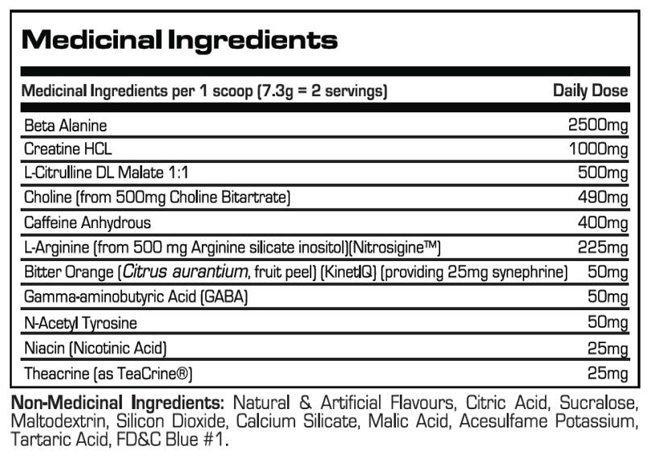 Medicinal Ingredients
Medicinal Ingredients per 1 scoop (7.3g = 2 servings) Daily Dose
Beta Alanine 2500mg
Creatine HCL 1000mg
L-Citrulline DL Malate 1:1 500mg
Choline (from 500mg Choline Bitartrate) 490mg
Caffeine Anhydrous 400mg
L-Arginine (from 500 mg Arginine silicate inositol)(Nitrosigine™) 225mg
Bitter Orange (Citrus aurantium, fruit peel) (KinetIQ) (providing 25mg synephrine) 50mg
Gamma-aminobutyric Acid (GABA) 50mg
N-Acetyl Tyrosine 50mg
Niacin (Nicotinic Acid) 25mg
Theacrine (as TeaCrine®) 25mg
Non-Medicinal Ingredients: Natural & Artificial Flavours, Citric Acid, Sucralose,
Maltodextrin, Silicon Dioxide, Calcium Silicate, Malic Acid, Acesulfame Potassium,
Tartaric Acid, FD&C Blue #1.